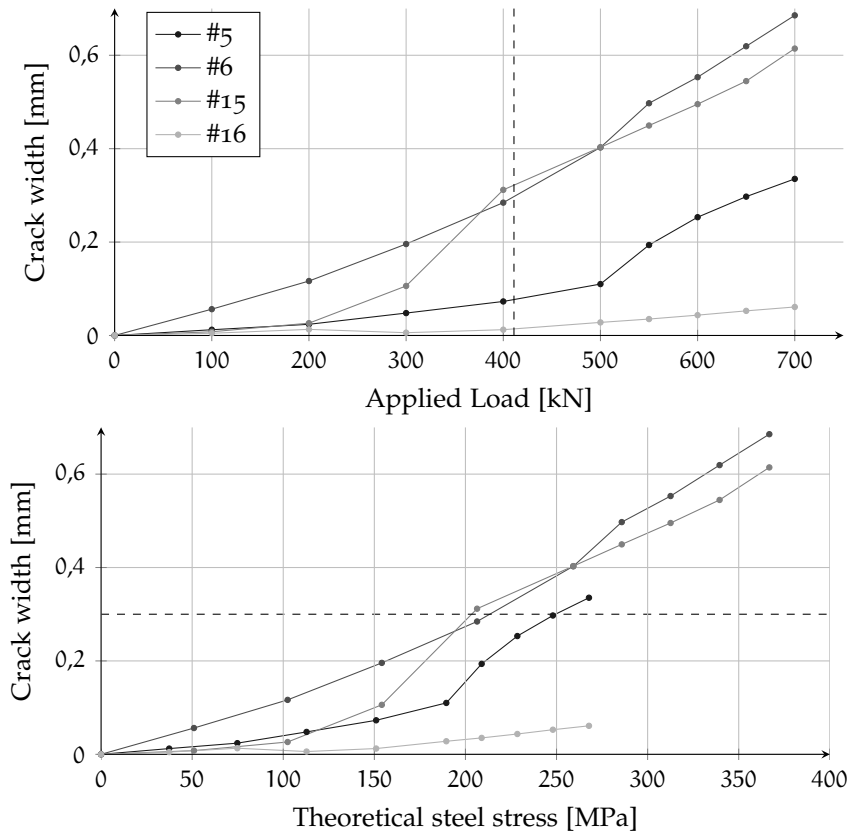 #5
#6
#15
#16
0,6
0,4
0,2
0
Crack width [mm]
0 100 200 300 400 500 600 700
Applied Load [kN]
0,6
0,4
0,2
0
Crack width [mm]
0 50 100 150 200 250 300 350 400
Theoretical steel stress [MPa]